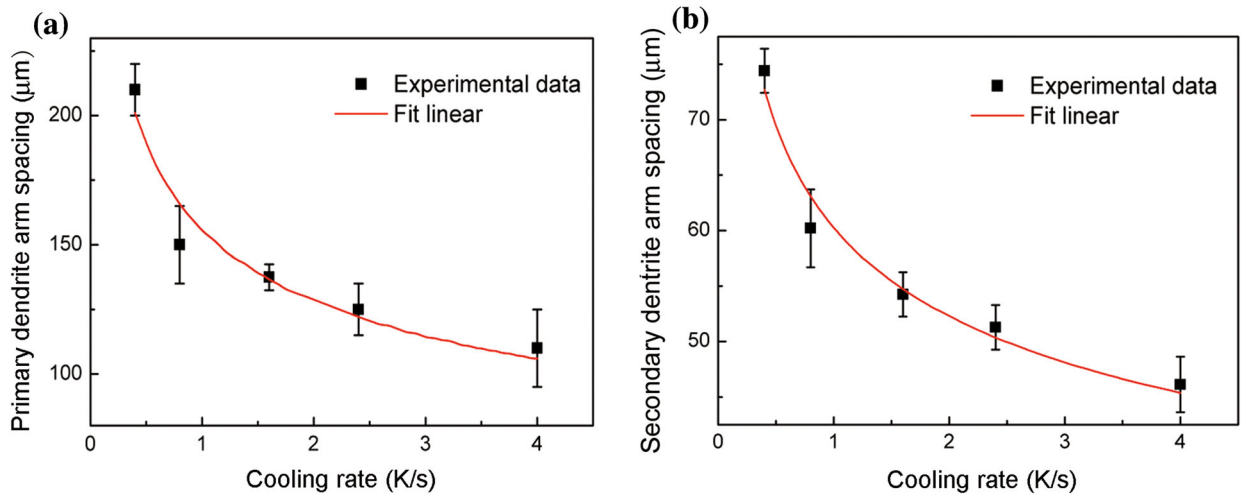 (a)
Primary dendrite arm spacing (μm)
200
150
100
0
1
2
3
4
Cooling rate (K/s)
Experimental data
Fit linear
(b)
Secondary dentrite arm spacing (μm)
70
60
50
0
1
2
3
4
Cooling rate (K/s)
Experimental data
Fit linear